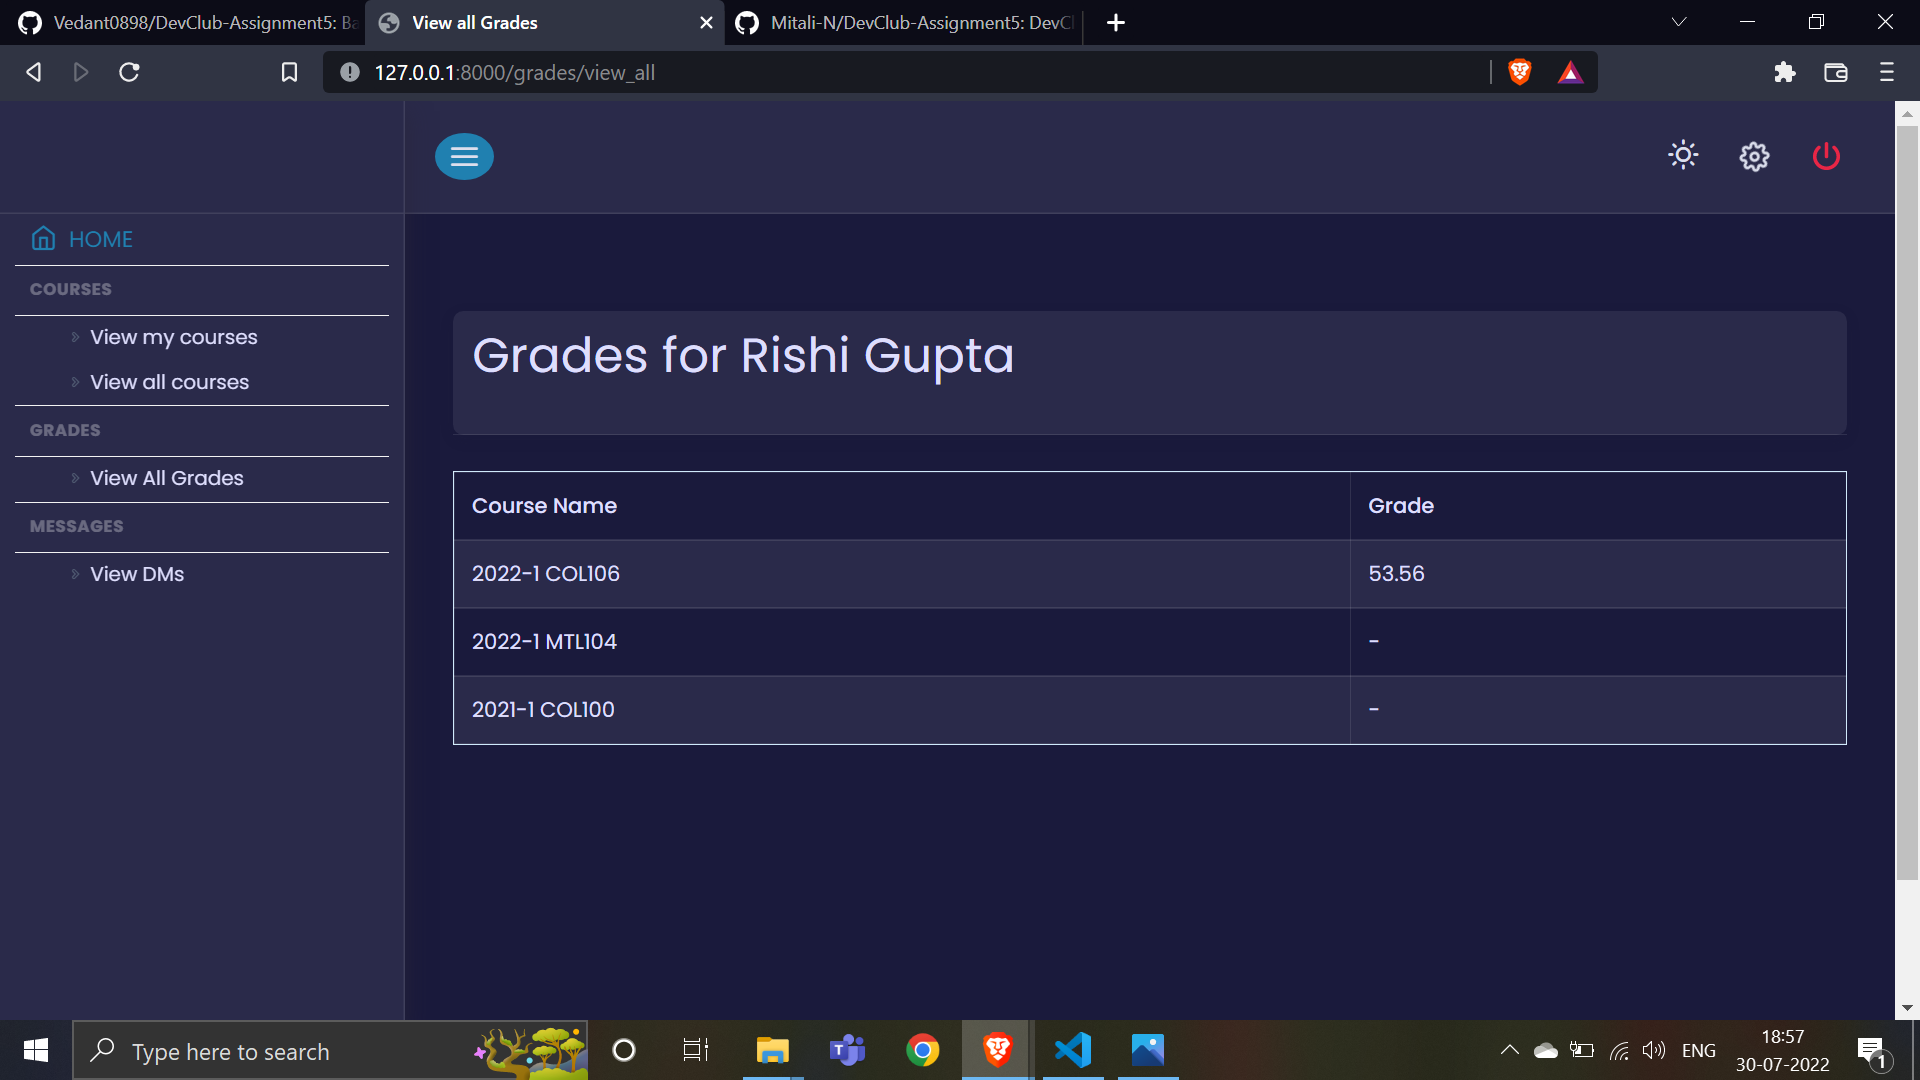 Vedant0898/DevClub-Assignment5: Ba
View all Grades
Mitali-N/DevClub-Assignment5: DevCl
127.0.0.1:8000/grades/view_all
HOME
COURSES
View my courses
View all courses
GRADES
View All Grades
MESSAGES
View DMs
Grades for Rishi Gupta
Course Name Grade
2022-1 COL106 53.56
2022-1 MTL104 -
2021-1 COL100 -
Type here to search
ENG
18:57
30-07-2022
1